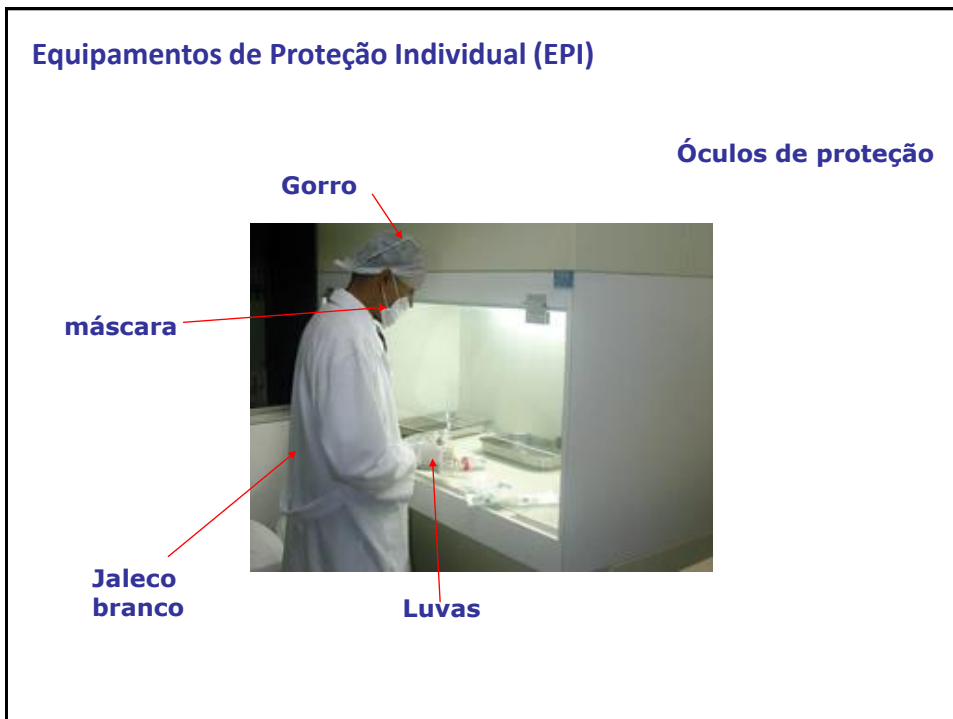 Equipamentos de Proteção Individual (EPI)
Óculos de proteção
Gorro
máscara
Jaleco
branco
Luvas